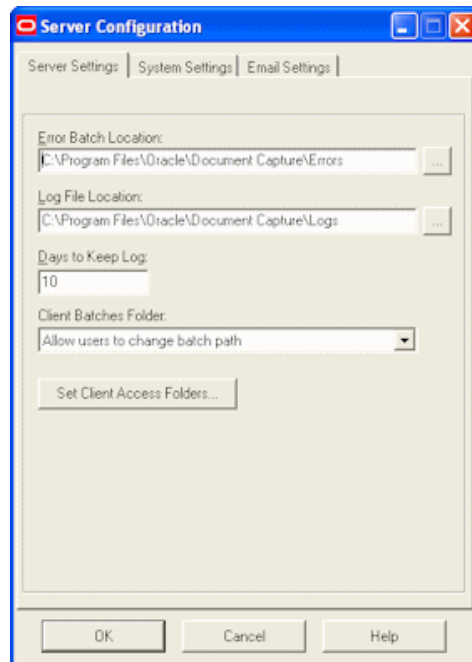 Server Configuration
Server Settings System Settings Email Settings
Error Batch Location:
C:\Program Files\Oracle\Document Capture\Errors ...
Log File Location:
C:\Program Files\Oracle\Document Capture\Logs ...
Days to Keep Log:
10
Client Batches Folder:
Allow users to change batch path
Set Client Access Folders...
OK Cancel Help